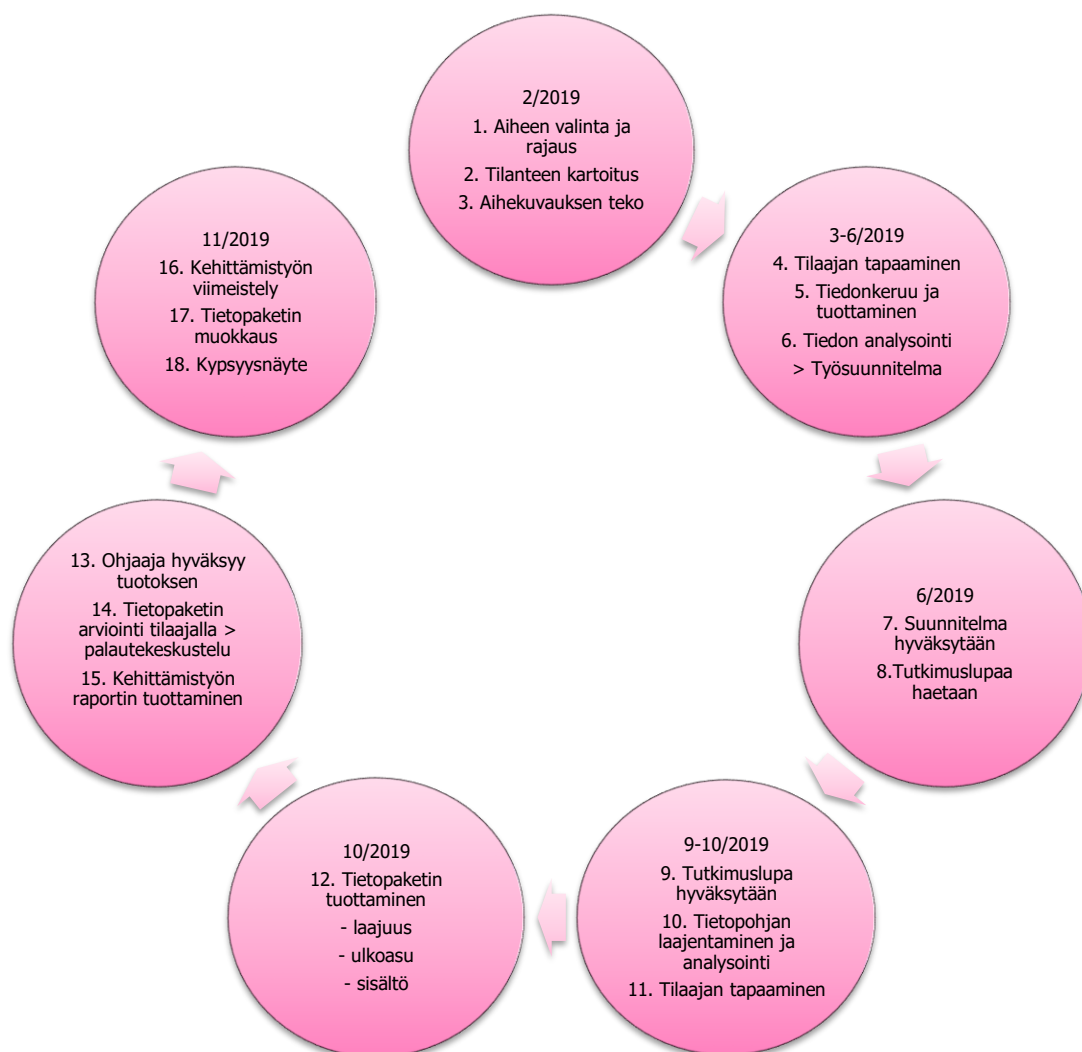 2/2019
1. Aiheen valinta ja
rajaus
2. Tilanteen kartoitus
3. Aihekuvauksen teko
3-6/2019
4. Tilaajan tapaaminen
5. Tiedonkeruu ja
tuottaminen
6. Tiedon analysointi
> Työsuunnitelma
6/2019
7. Suunnitelma
hyväksytään
8.Tutkimuslupaa
haetaan
9-10/2019
9. Tutkimuslupa
hyväksytään
10. Tietopohjan
laajentaminen ja
analysointi
11. Tilaajan tapaaminen
10/2019
12. Tietopaketin
tuottaminen
- laajuus
- ulkoasu
- sisältö
13. Ohjaaja hyväksyy
tuotoksen
14. Tietopaketin
arviointi tilaajalla >
palautekeskustelu
15. Kehittämistyön
raportin tuottaminen
11/2019
16. Kehittämistyön
viimeistely
17. Tietopaketin
muokkaus
18. Kypsyysnäyte